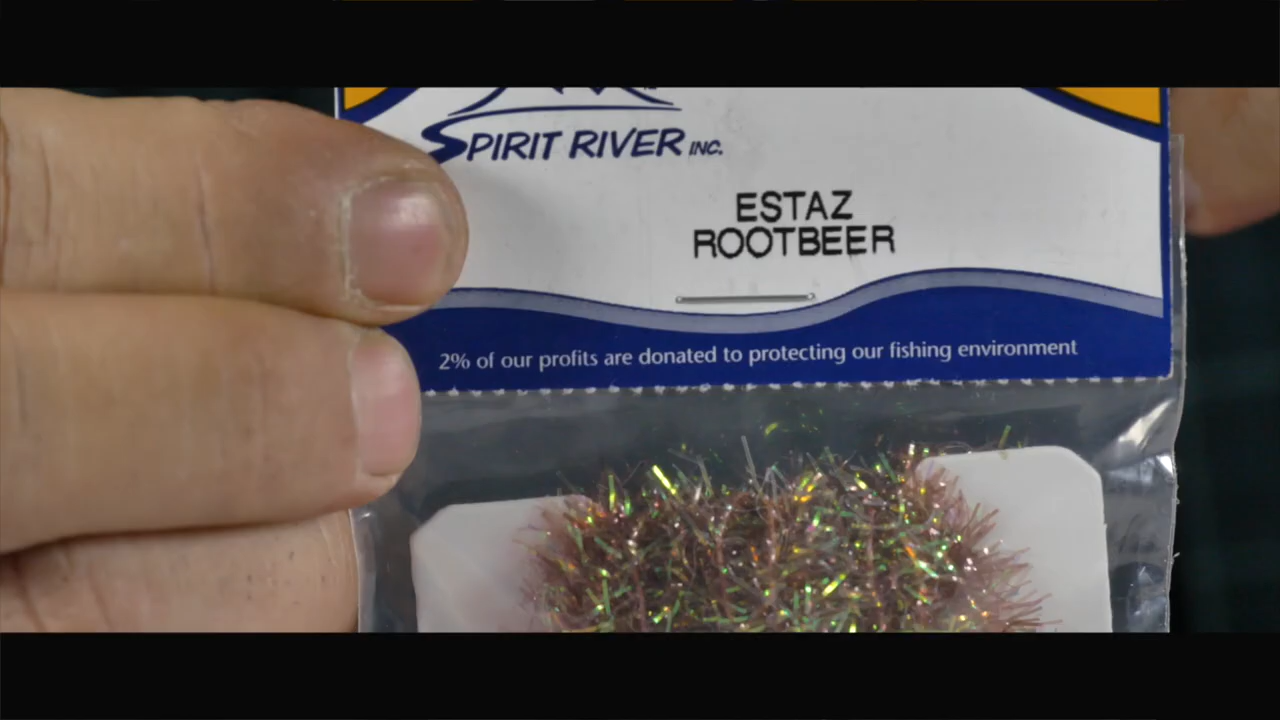 SPIRIT RIVER INC.
ESTAZ
ROOTBEER
2% of our profits are donated to protecting our fishing environment